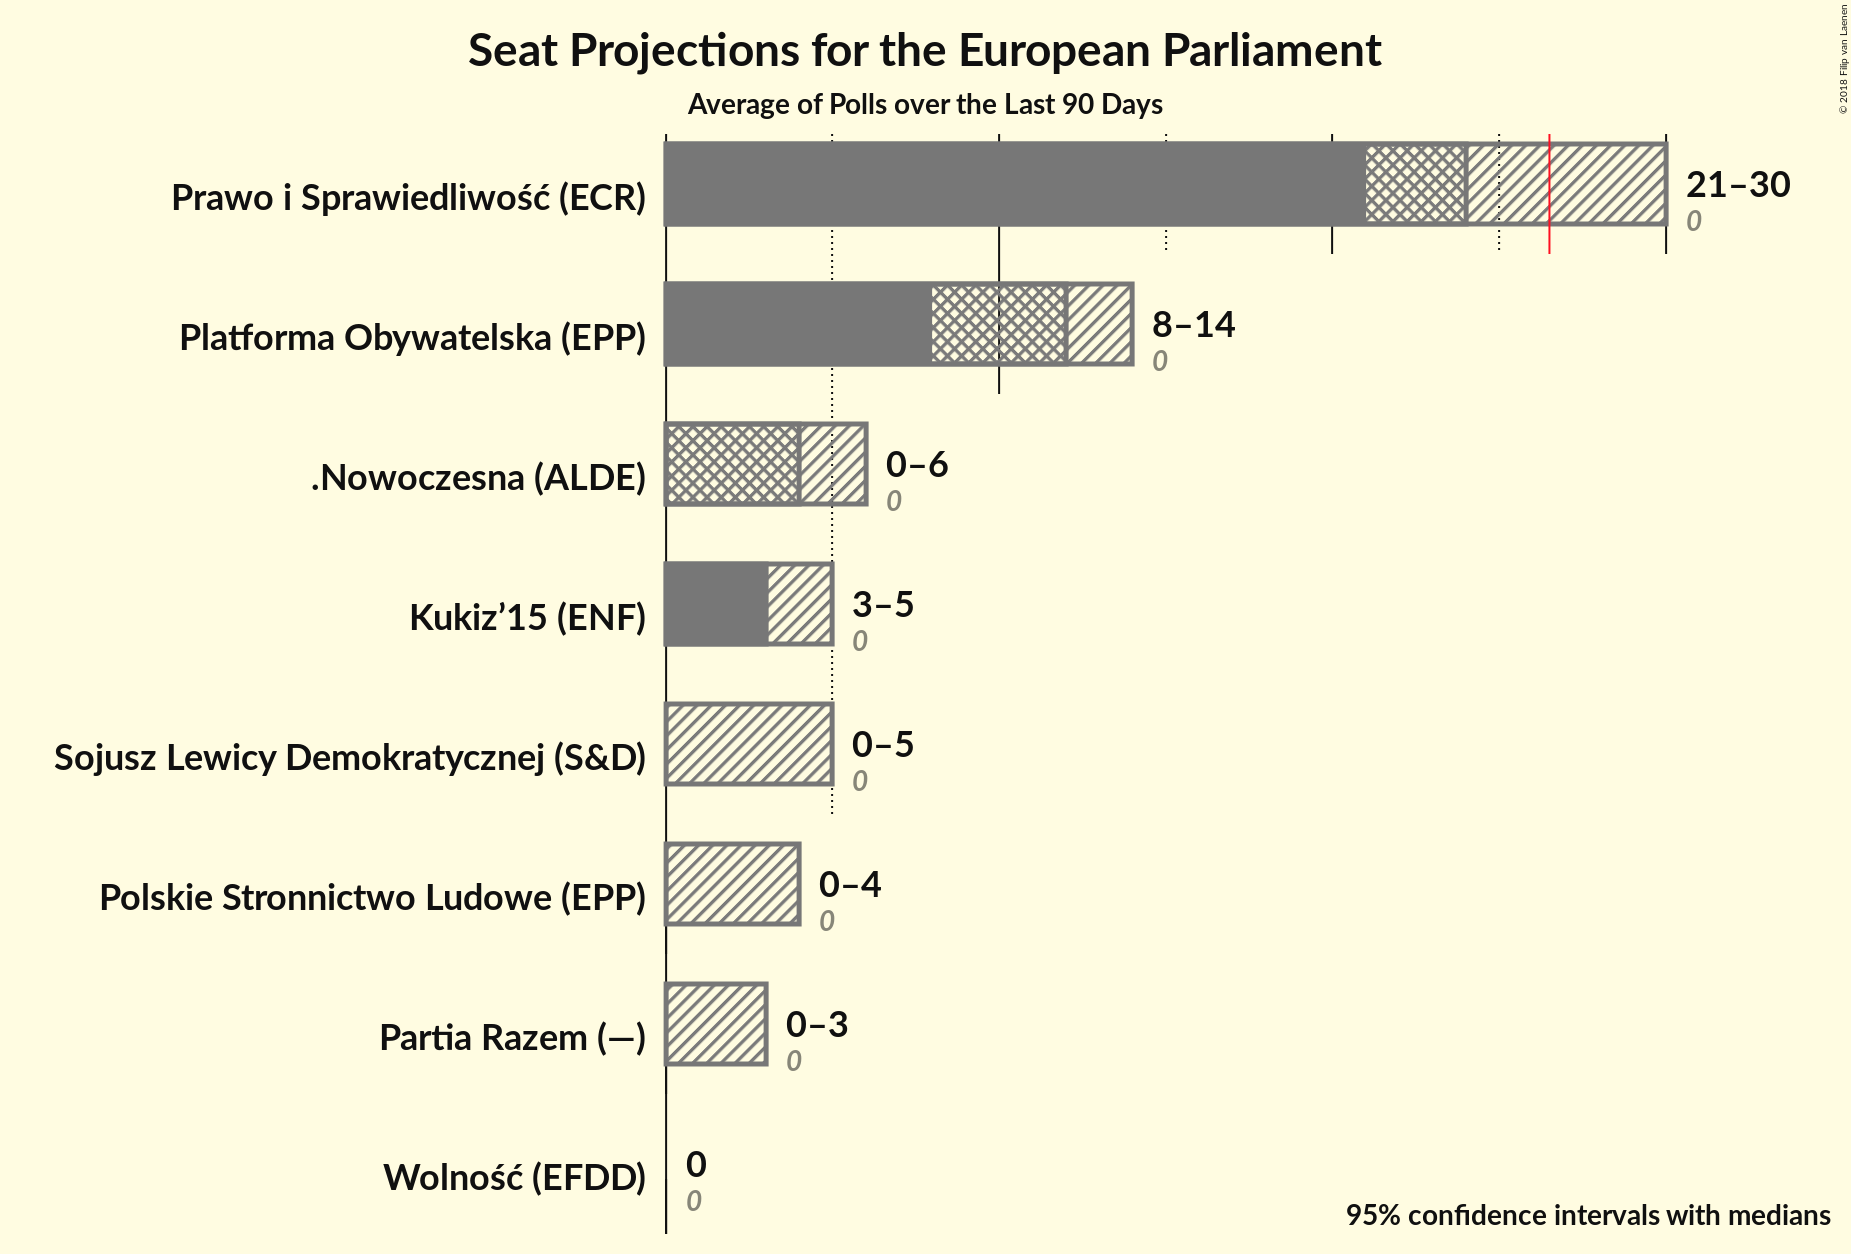 Seat Projections for the European Parliament
Average of Polls over the Last 90 Days
© 2018 Filip van Laenen
Prawo i Sprawiedliwość (ECR)
21–30
0
Platforma Obywatelska (EPP)
8–14
0
.Nowoczesna (ALDE)
0–6
0
Kukiz’15 (ENF)
3–5
0
Sojusz Lewicy Demokratycznej (S&D)
0–5
0
Polskie Stronnictwo Ludowe (EPP)
0–4
0
Partia Razem (—)
0–3
0
Wolność (EFDD)
0
0
95% confidence intervals with medians